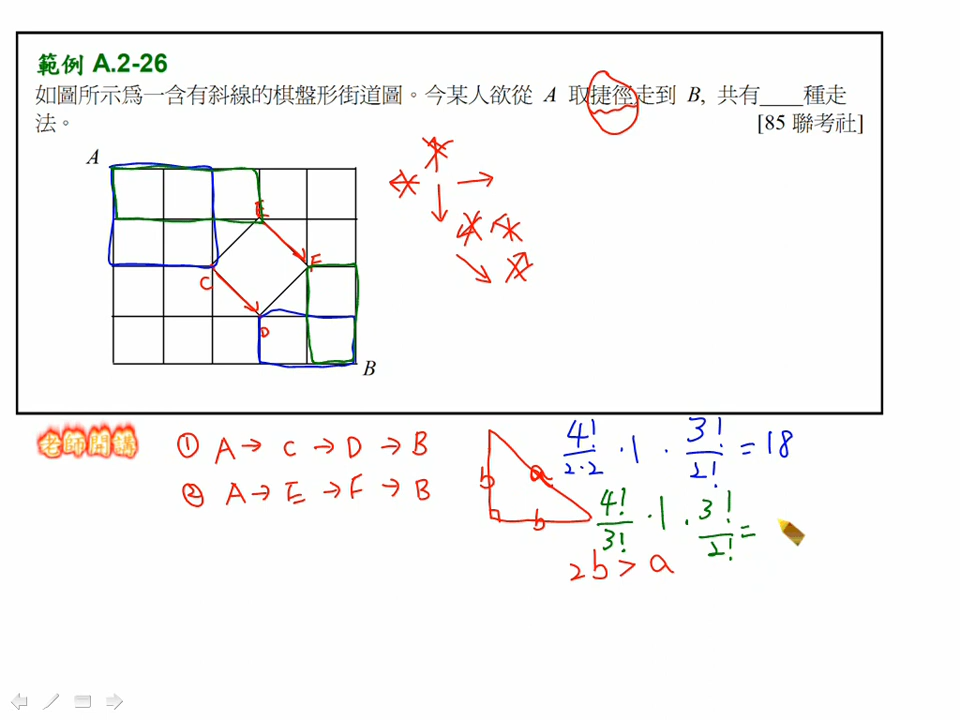 範例 A.2-26
如圖所示為一含有斜線的棋盤形街道圖。今某人欲從 A 取捷徑走到 B, 共有____種走
法。 [85 聯考社]
A
E
F
C
D
B
老師開講
① A → C → D → B
4!/2·2 · 1 · 3!/2! = 18
② A → E → F → B
4!/3! · 1 · 3!/2! =
b
a
b
2b > a